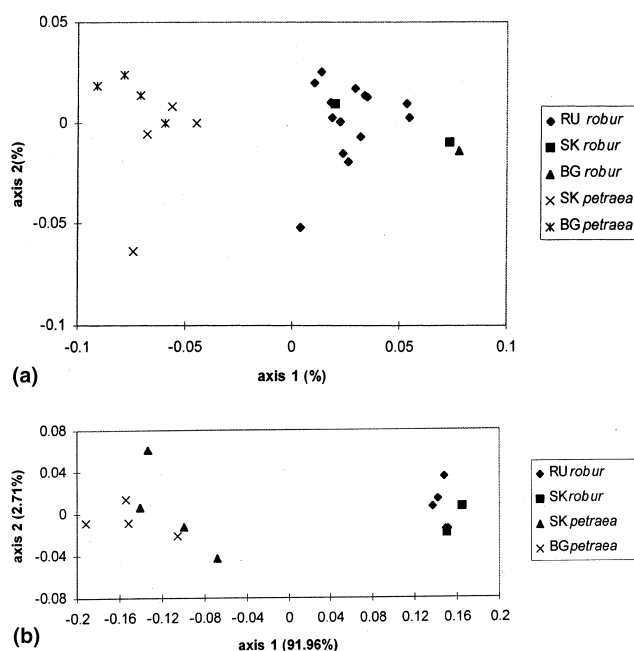 0.05
0
-0.05
-0.1
axis 2(%)
-0.1 -0.05 0 0.05 0.1
axis 1 (%)
RU robur
SK robur
BG robur
SK petraea
BG petraea
(a)
0.08
0.04
0
-0.04
-0.08
axis 2 (2.71%)
-0.2 -0.16 -0.12 -0.08 -0.04 0 0.04 0.08 0.12 0.16 0.2
axis 1 (91.96%)
RU robur
SK robur
SK petraea
BG petraea
(b)